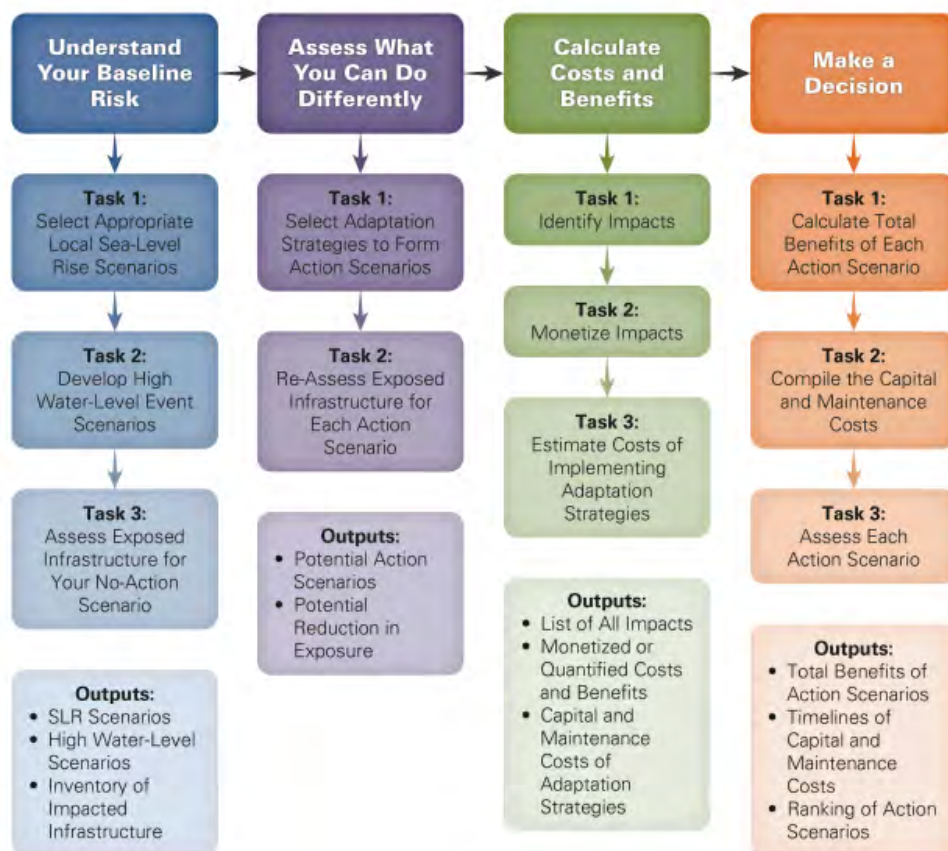 Understand
Your Baseline
Risk
Task 1:
Select Appropriate
Local Sea-Level
Rise Scenarios
Task 2:
Develop High
Water-Level Event
Scenarios
Task 3:
Assess Exposed
Infrastructure for
Your No-Action
Scenario
Outputs:
• SLR Scenarios
• High Water-Level
Scenarios
• Inventory of
Impacted
Infrastructure
Assess What
You Can Do
Differently
Task 1:
Select Adaptation
Strategies to Form
Action Scenarios
Task 2:
Re-Assess Exposed
Infrastructure for
Each Action
Scenario
Outputs:
• Potential Action
Scenarios
• Potential
Reduction in
Exposure
Calculate
Costs and
Benefits
Task 1:
Identify Impacts
Task 2:
Monetize Impacts
Task 3:
Estimate Costs of
Implementing
Adaptation
Strategies
Outputs:
• List of All Impacts
• Monetized or
Quantified Costs
and Benefits
• Capital and
Maintenance
Costs of
Adaptation
Strategies
Make a
Decision
Task 1:
Calculate Total
Benefits of Each
Action Scenario
Task 2:
Compile the Capital
and Maintenance
Costs
Task 3:
Assess Each
Action Scenario
Outputs:
• Total Benefits of
Action Scenarios
• Timelines of
Capital and
Maintenance
Costs
• Ranking of Action
Scenarios